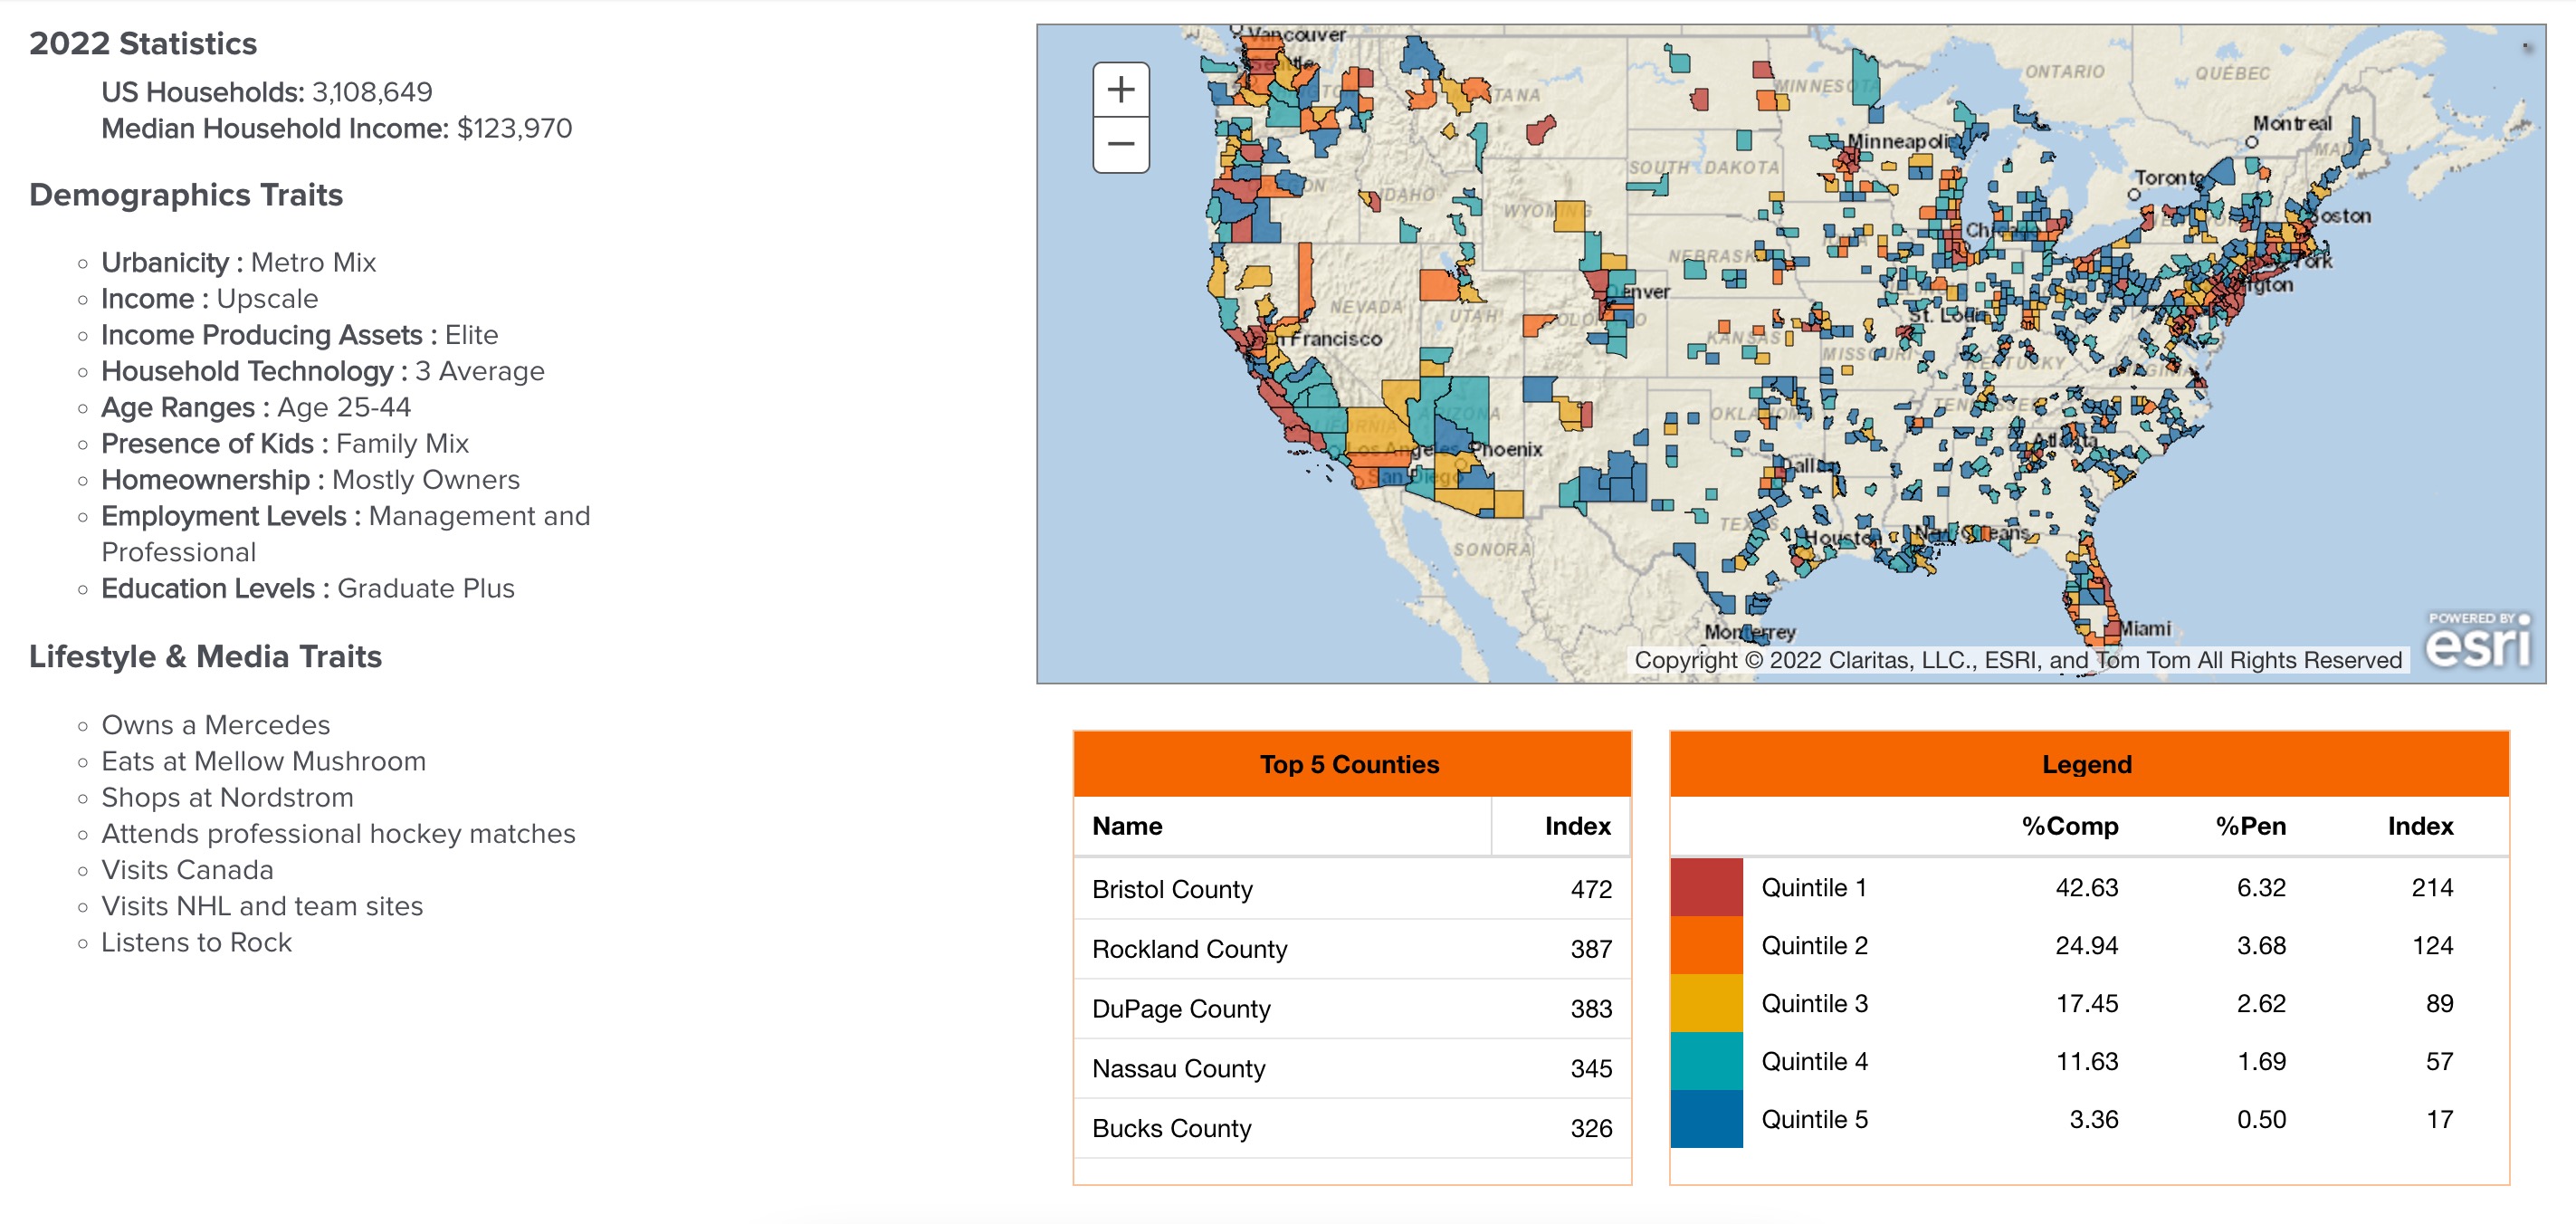 2022 Statistics
US Households: 3,108,649
Median Household Income: $123,970
Demographics Traits
Urbanicity : Metro Mix
Income : Upscale
Income Producing Assets : Elite
Household Technology : 3 Average
Age Ranges : Age 25-44
Presence of Kids : Family Mix
Homeownership : Mostly Owners
Employment Levels : Management and
Professional
Education Levels : Graduate Plus
Lifestyle & Media Traits
Owns a Mercedes
Eats at Mellow Mushroom
Shops at Nordstrom
Attends professional hockey matches
Visits Canada
Visits NHL and team sites
Listens to Rock
+
−
Vancouver
Seattle
ONTARIO
QUÉBEC
MINNESOTA
Montreal
Minneapolis
Toronto
SOUTH DAKOTA
IDAHO
WYOMING
Boston
Chicago
NEBRASKA
Denver
NEVADA
UTAH
St. Louis
Francisco
KANSAS
MISSOURI
KENTUCKY
ARIZONA
OKLAHOMA
TENNESSEE
Los Angeles
Phoenix
Atlanta
San Diego
Dallas
TEXAS
Houston
New Orleans
SONORA
Monterrey
Miami
POWERED BY
esri
Copyright © 2022 Claritas, LLC., ESRI, and Tom Tom All Rights Reserved
Top 5 Counties
Name Index
Bristol County 472
Rockland County 387
DuPage County 383
Nassau County 345
Bucks County 326
Legend
%Comp %Pen Index
Quintile 1 42.63 6.32 214
Quintile 2 24.94 3.68 124
Quintile 3 17.45 2.62 89
Quintile 4 11.63 1.69 57
Quintile 5 3.36 0.50 17